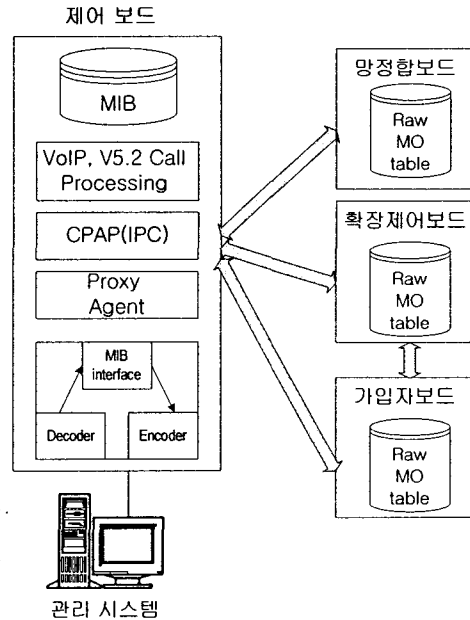 제어 보드
MIB
VoIP, V5.2 Call
Processing
CPAP(IPC)
Proxy
Agent
MIB
interface
Decoder
Encoder
관리 시스템
망정합보드
Raw
MO
table
확장제어보드
Raw
MO
table
가입자보드
Raw
MO
table